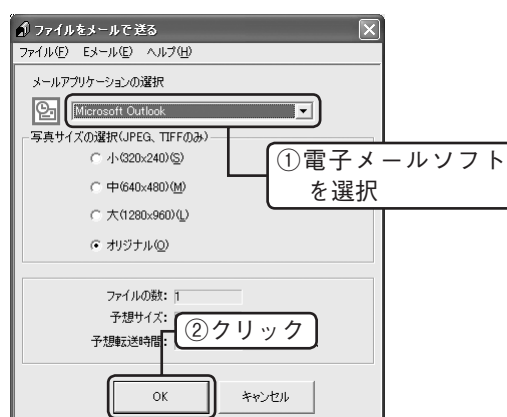 ファイルをメールで送る
ファイル(F) Eメール(E) ヘルプ(H)
メールアプリケーションの選択
Microsoft Outlook
写真サイズの選択(JPEG、TIFFのみ)
小(320x240)(S)
①電子メールソフト
を選択
中(640x480)(M)
大(1280x960)(L)
オリジナル(O)
ファイルの数: 1
予想サイズ:
②クリック
予想転送時間:
OK キャンセル